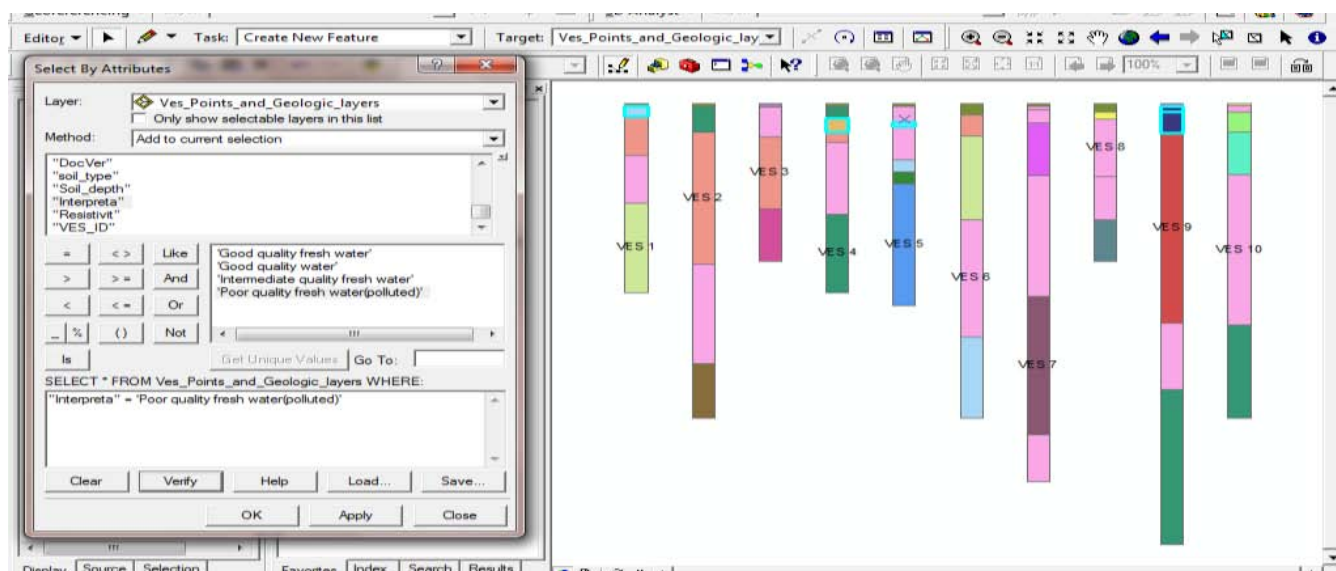 Editor Task: Create New Feature Target: Ves_Points_and_Geologic_lay
100%
Select By Attributes
Layer: Ves_Points_and_Geologic_layers
Only show selectable layers in this list
Method: Add to current selection
"DocVer"
"soil_type"
"Soil_depth"
"Interpreta"
"Resistivit"
"VES_ID"
= < > Like
> > = And
< < = Or
_ % ( ) Not
Is
'Good quality fresh water'
'Good quality water'
'Intermediate quality fresh water'
'Poor quality fresh water(polluted)'
Get Unique Values Go To:
SELECT * FROM Ves_Points_and_Geologic_layers WHERE:
"Interpreta" = 'Poor quality fresh water(polluted)'
Clear Verify Help Load... Save...
OK Apply Close
Display Source Selection Favorites Index Search Results
VES 1
VES 2
VES 3
VES 4
VES 5
VES 6
VES 7
VES 8
VES 9
VES 10